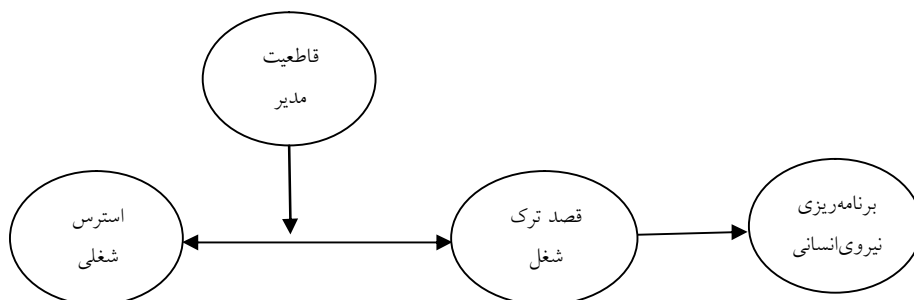 قاطعیت
مدیر
استرس
شغلی
قصد ترک
شغل
برنامه‌ریزی
نیروی‌انسانی